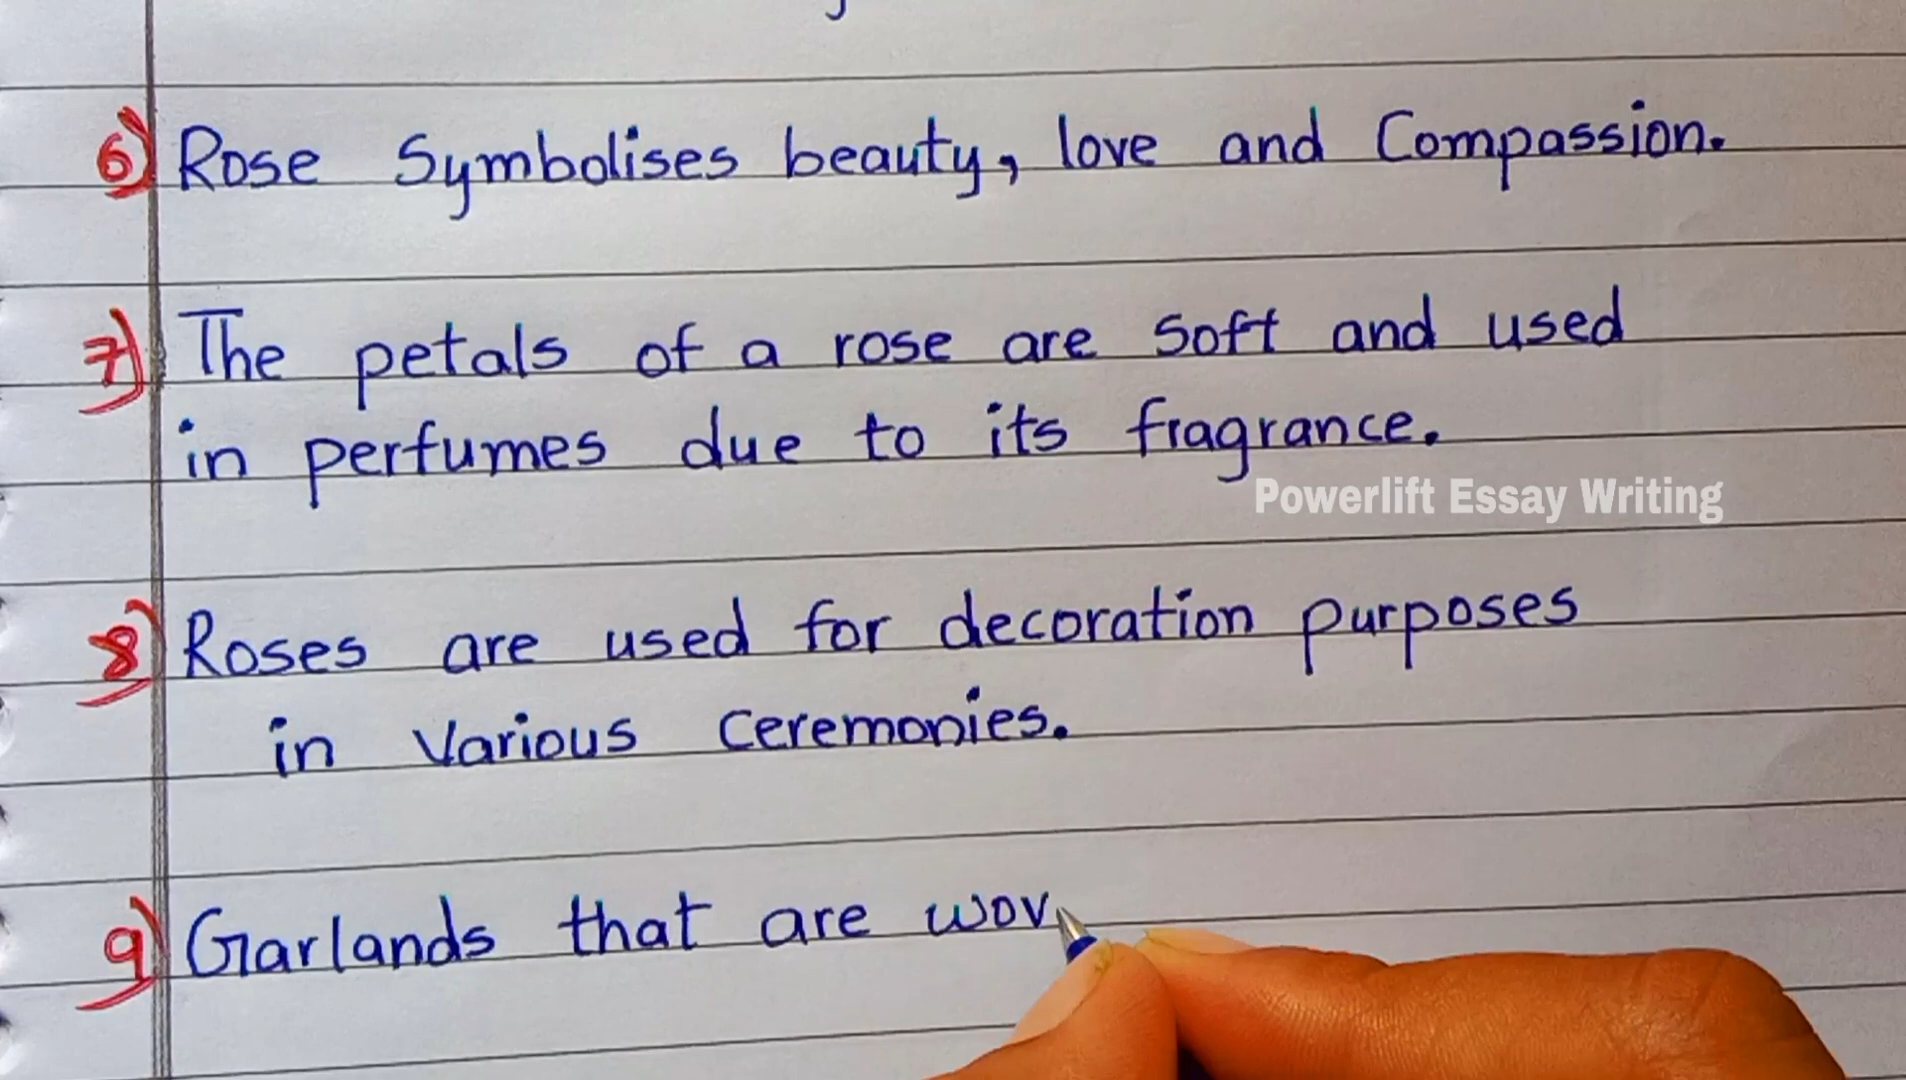 6) Rose Symbolises beauty, love and Compassion.
7) The petals of a rose are Soft and used
in perfumes due to its fragrance.
Powerlift Essay Writing
8) Roses are used for decoration purposes
in various ceremonies.
9) Garlands that are wov